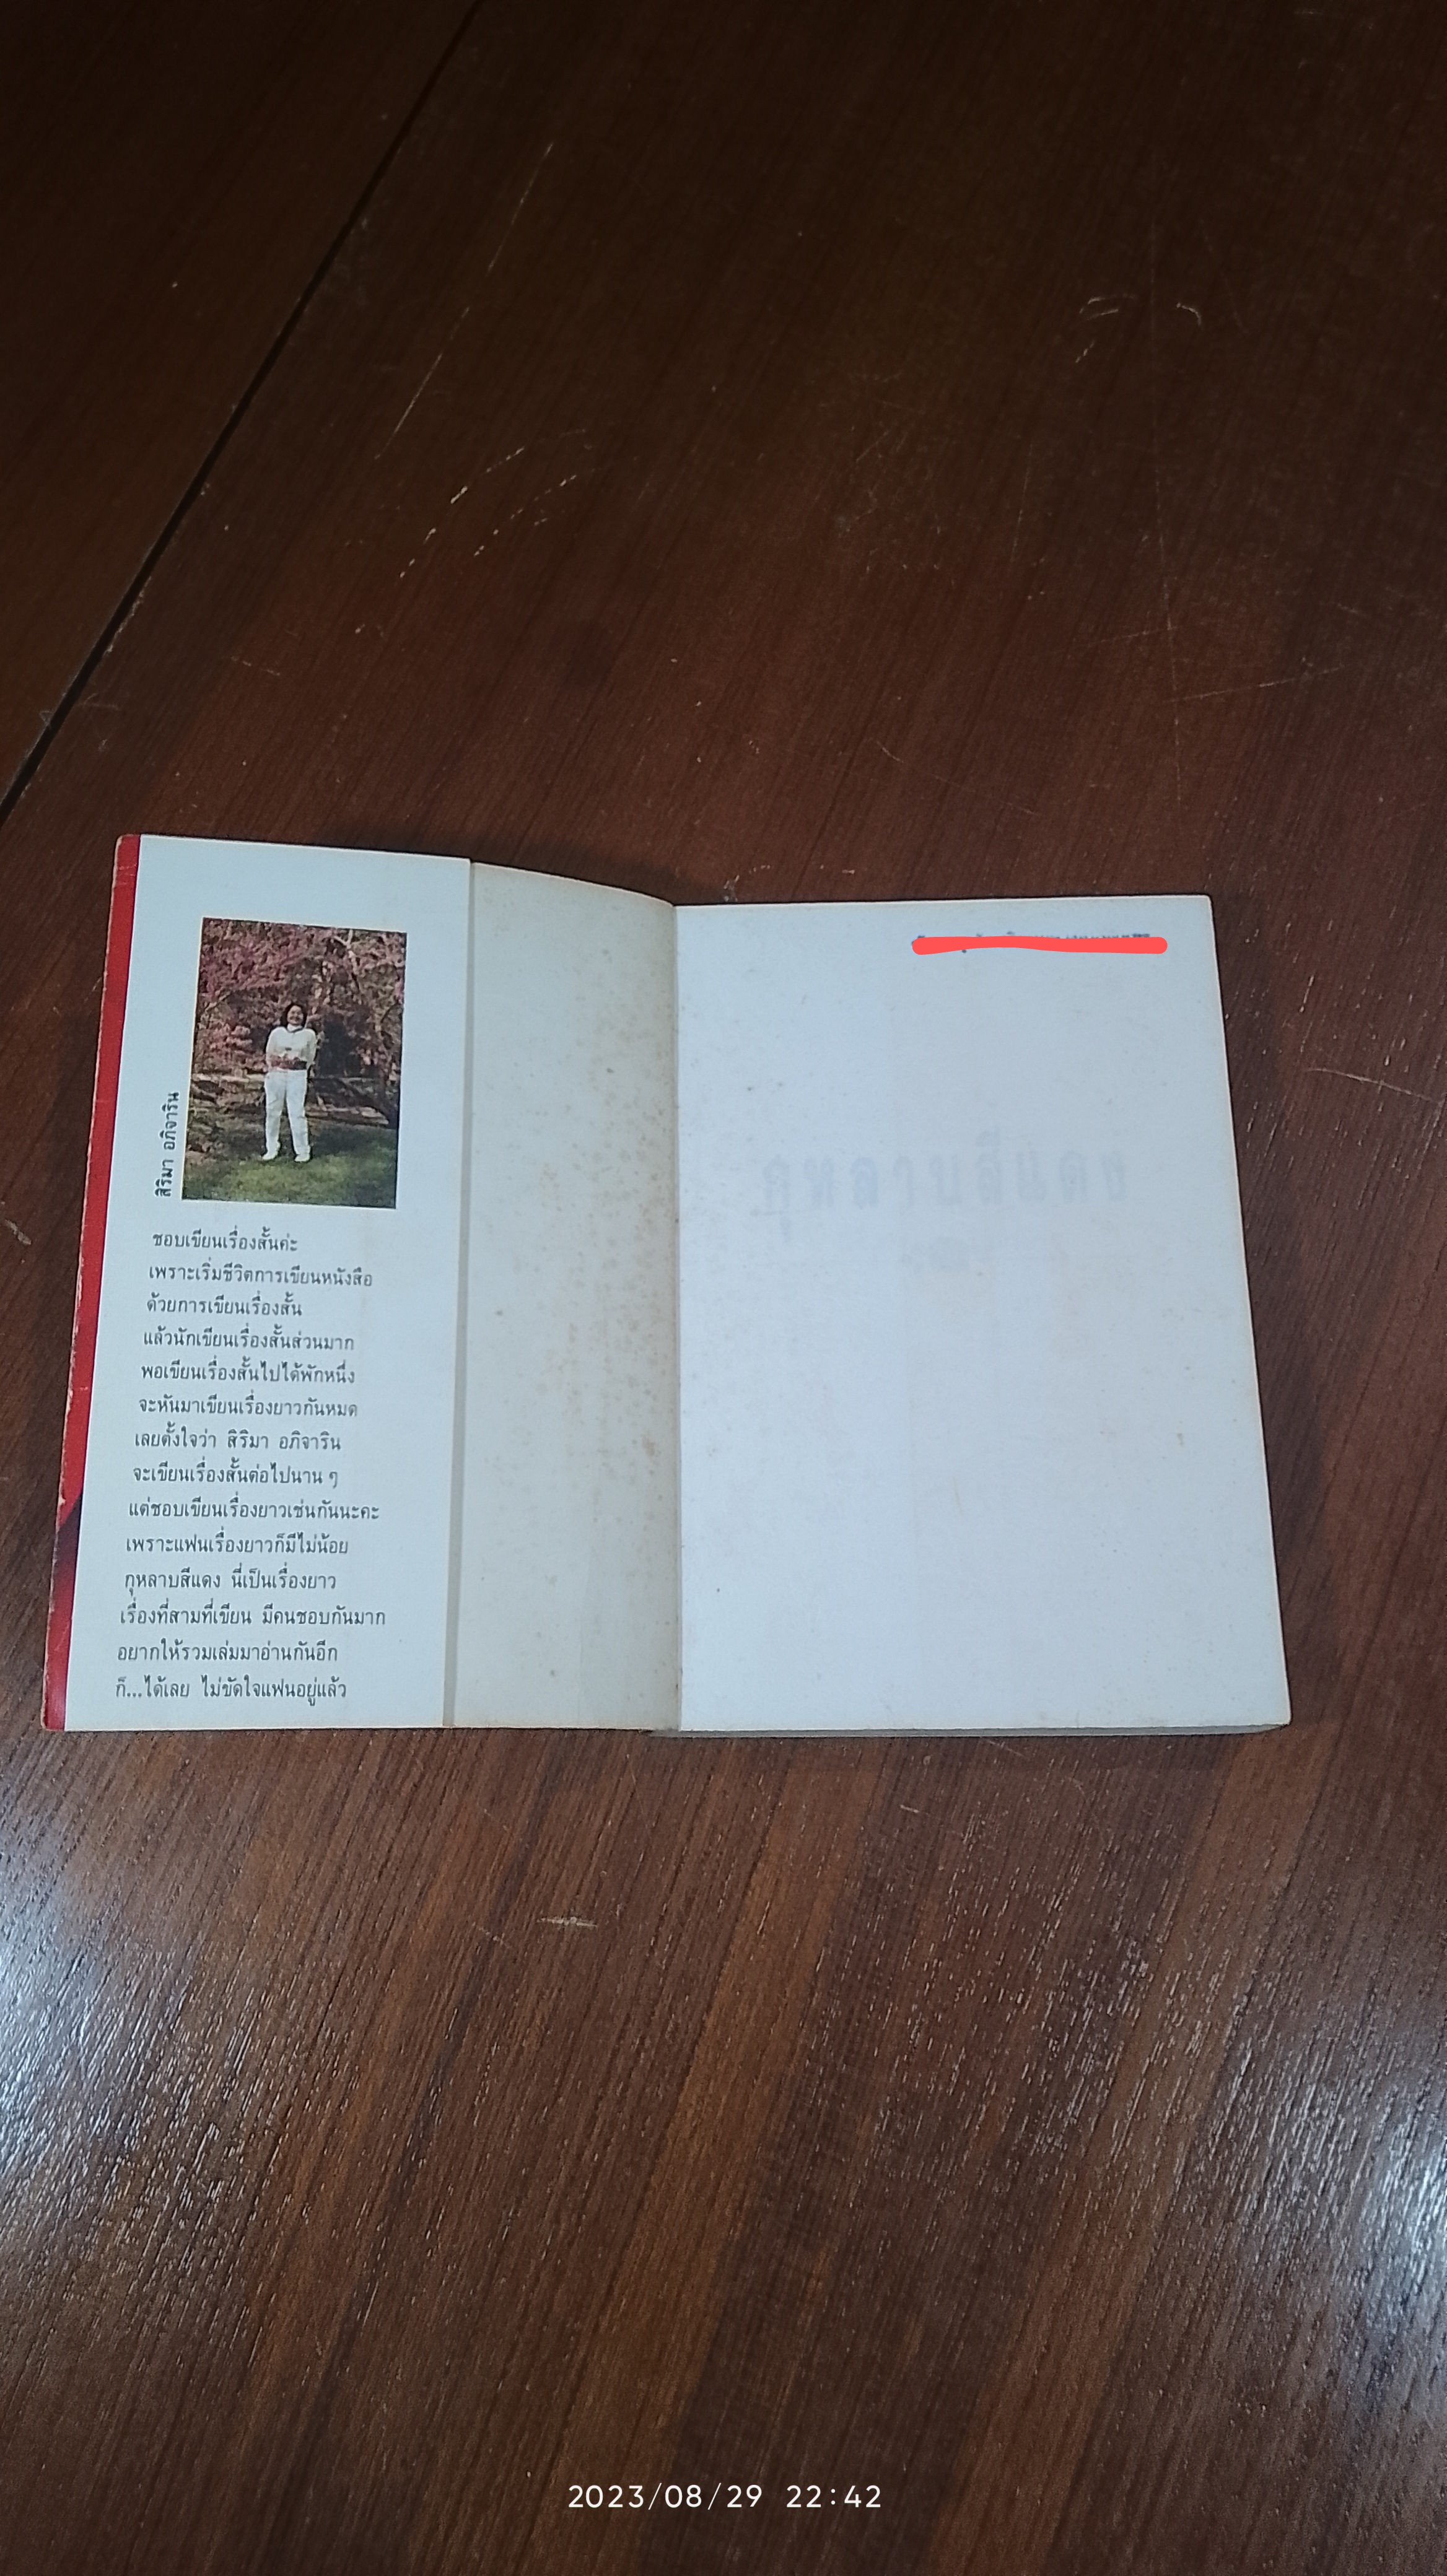 สิริมา อภิจาริน
ชอบเขียนเรื่องสั้นค่ะ
เพราะเริ่มชีวิตการเขียนหนังสือ
ด้วยการเขียนเรื่องสั้น
แล้วนักเขียนเรื่องสั้นส่วนมาก
พอเขียนเรื่องสั้นไปได้พักหนึ่ง
จะหันมาเขียนเรื่องยาวกันหมด
เลยตั้งใจว่า สิริมา อภิจาริน
จะเขียนเรื่องสั้นต่อไปนาน ๆ
แต่ชอบเขียนเรื่องยาวเช่นกันนะคะ
เพราะแฟนเรื่องยาวก็มีไม่น้อย
กุหลาบสีแดง นี่เป็นเรื่องยาว
เรื่องที่สามที่เขียน มีคนชอบกันมาก
อยากให้รวมเล่มมาอ่านกันอีก
ก็...ได้เลย ไม่ขัดใจแฟนอยู่แล้ว
กุหลาบสีแดง
2023/08/29 22:42